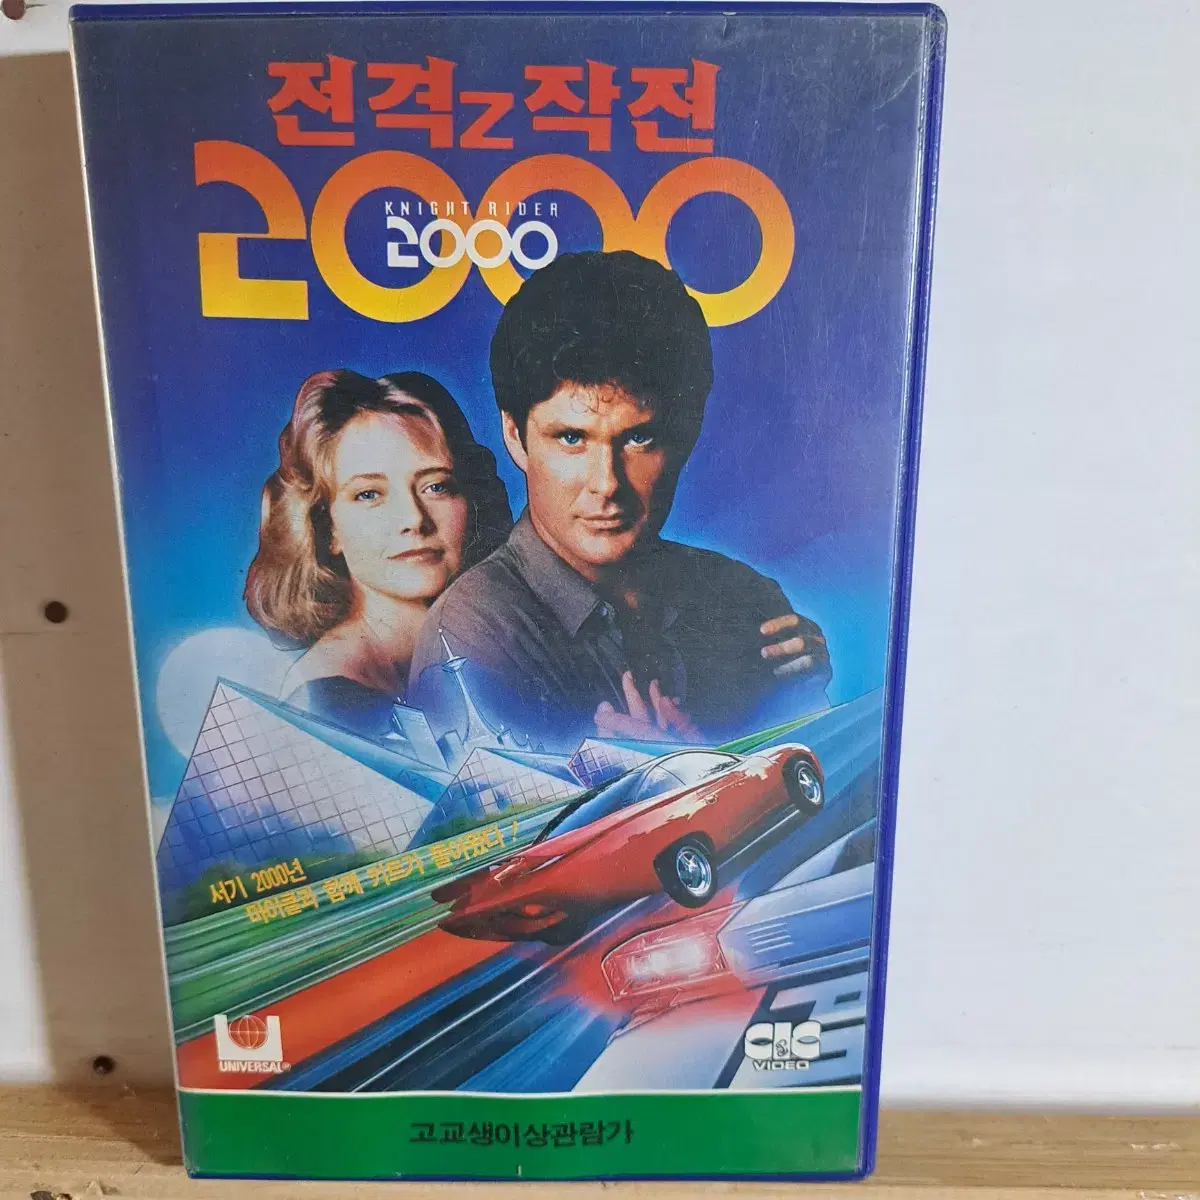 전격Z작전
2000
KNIGHT RIDER
2000
서기 2000년
마이클과 함께 키트가 돌아왔다!
UNIVERSAL
CIC
VIDEO
고교생이상관람가